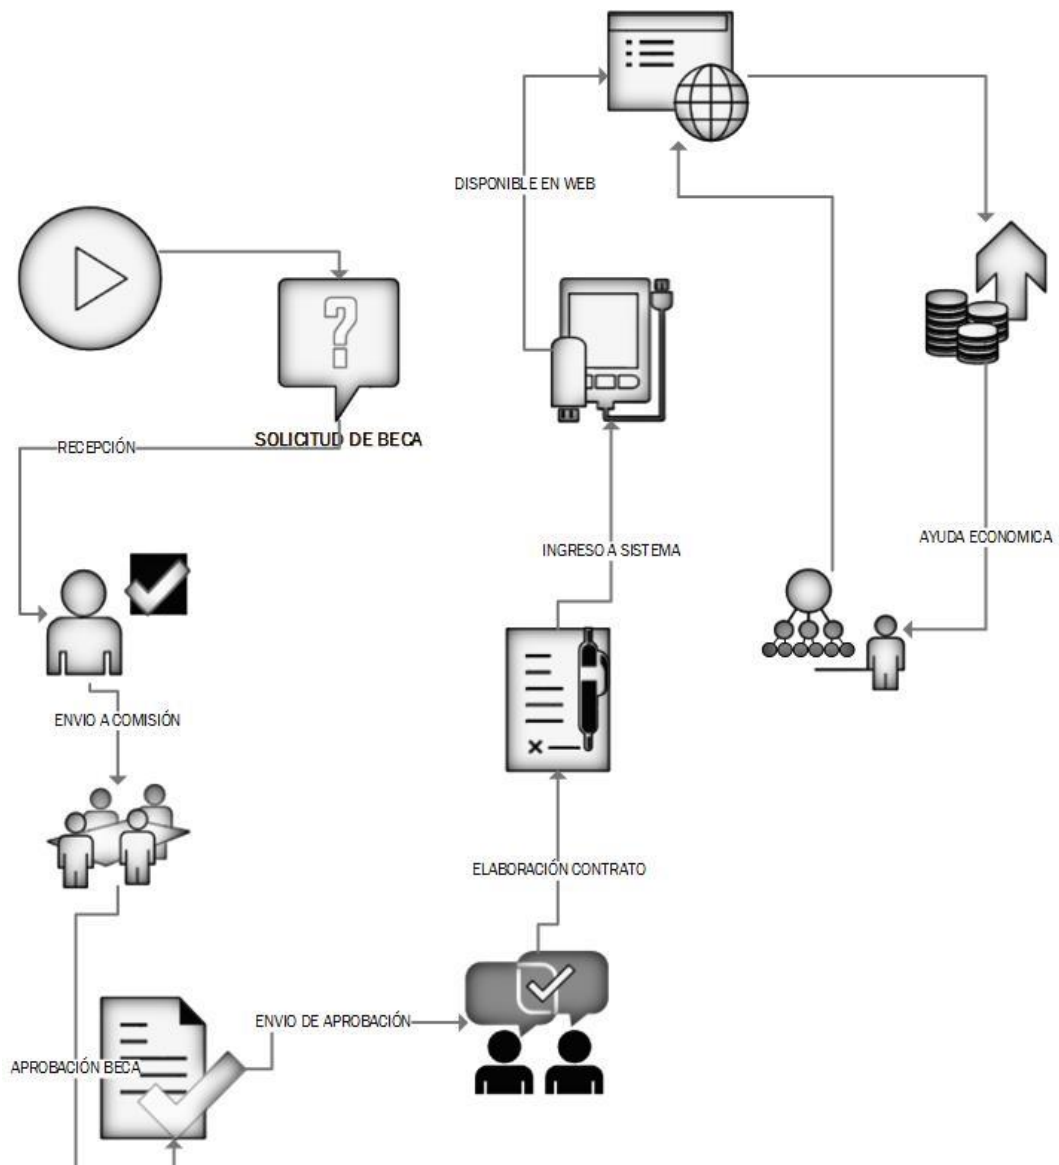 DISPONIBLE EN WEB
SOLICITUD DE BECA
RECEPCIÓN
INGRESO A SISTEMA
AYUDA ECONOMICA
ENVIO A COMISIÓN
ELABORACIÓN CONTRATO
ENVIO DE APROBACIÓN
APROBACIÓN BECA